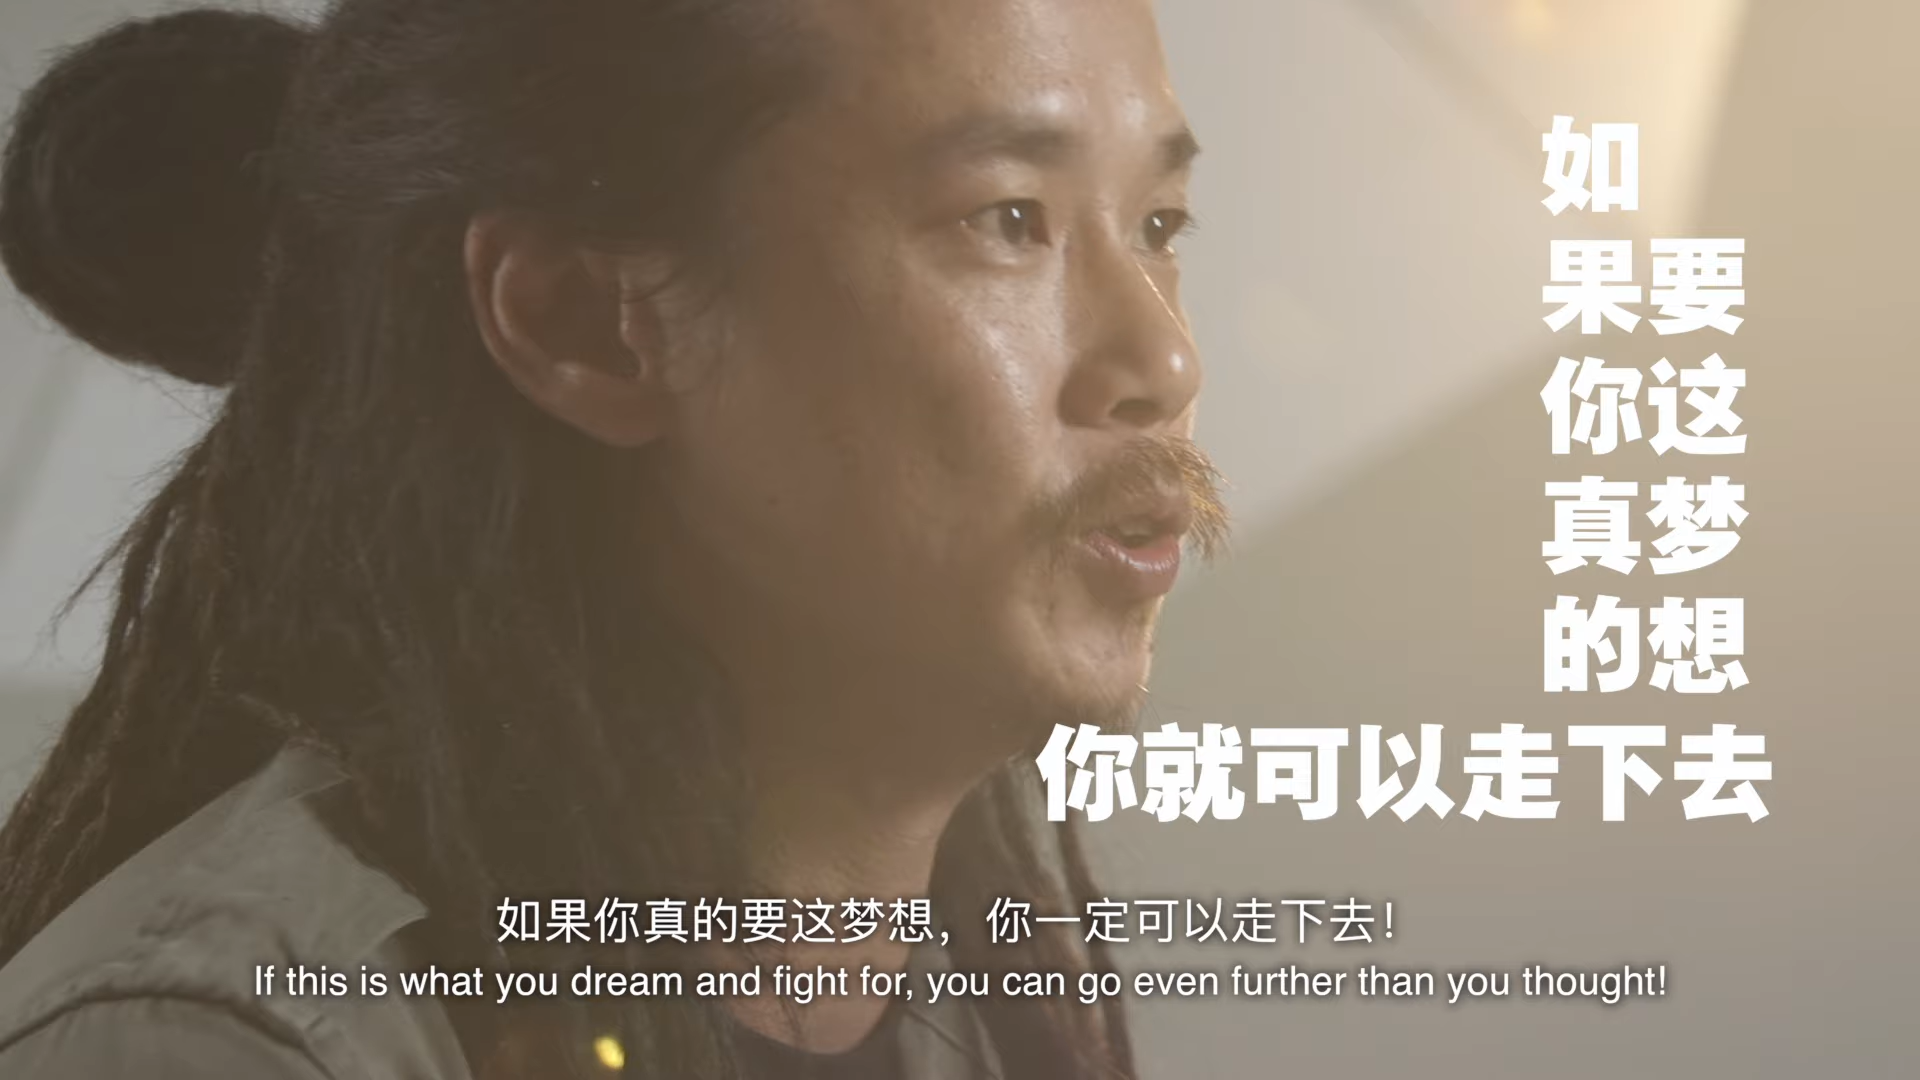 如果你真的
要这梦想
你就可以走下去
如果你真的要这梦想，你一定可以走下去！
If this is what you dream and fight for, you can go even further than you thought!